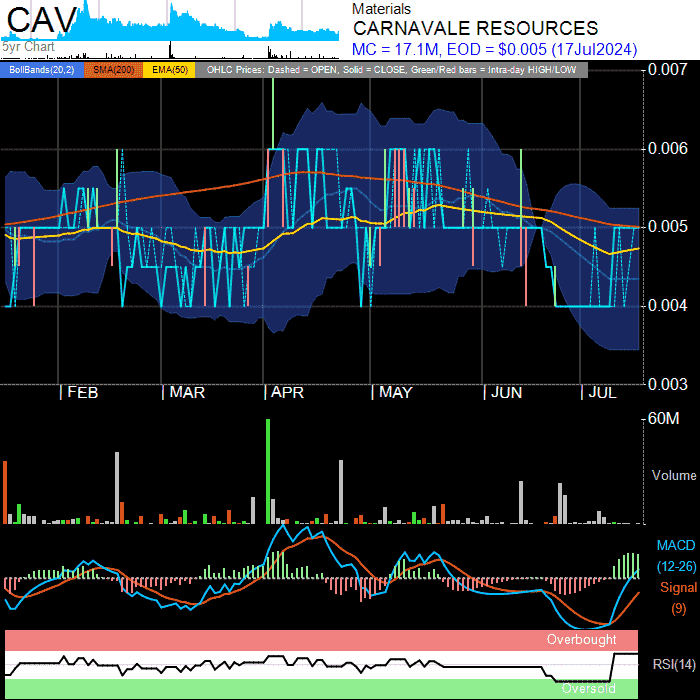 CAV
5yr Chart
Materials
CARNAVALE RESOURCES
MC = 17.1M, EOD = $0.005 (17Jul2024)
BollBands(20,2) SMA(200) EMA(50) OHLC Prices: Dashed = OPEN, Solid = CLOSE, Green/Red bars = Intra-day HIGH/LOW
0.007
0.006
0.005
0.004
0.003
FEB MAR APR MAY JUN JUL
60M
Volume
MACD
(12-26)
Signal
(9)
Overbought
RSI(14)
Oversold